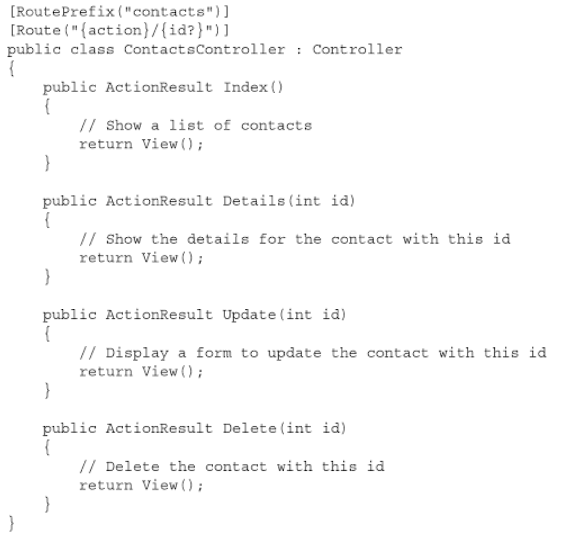 [RoutePrefix("contacts")]
[Route("{action}/{id?}")]
public class ContactsController : Controller
{
    public ActionResult Index()
    {
        // Show a list of contacts
        return View();
    }

    public ActionResult Details(int id)
    {
        // Show the details for the contact with this id
        return View();
    }

    public ActionResult Update(int id)
    {
        // Display a form to update the contact with this id
        return View();
    }

    public ActionResult Delete(int id)
    {
        // Delete the contact with this id
        return View();
    }
}